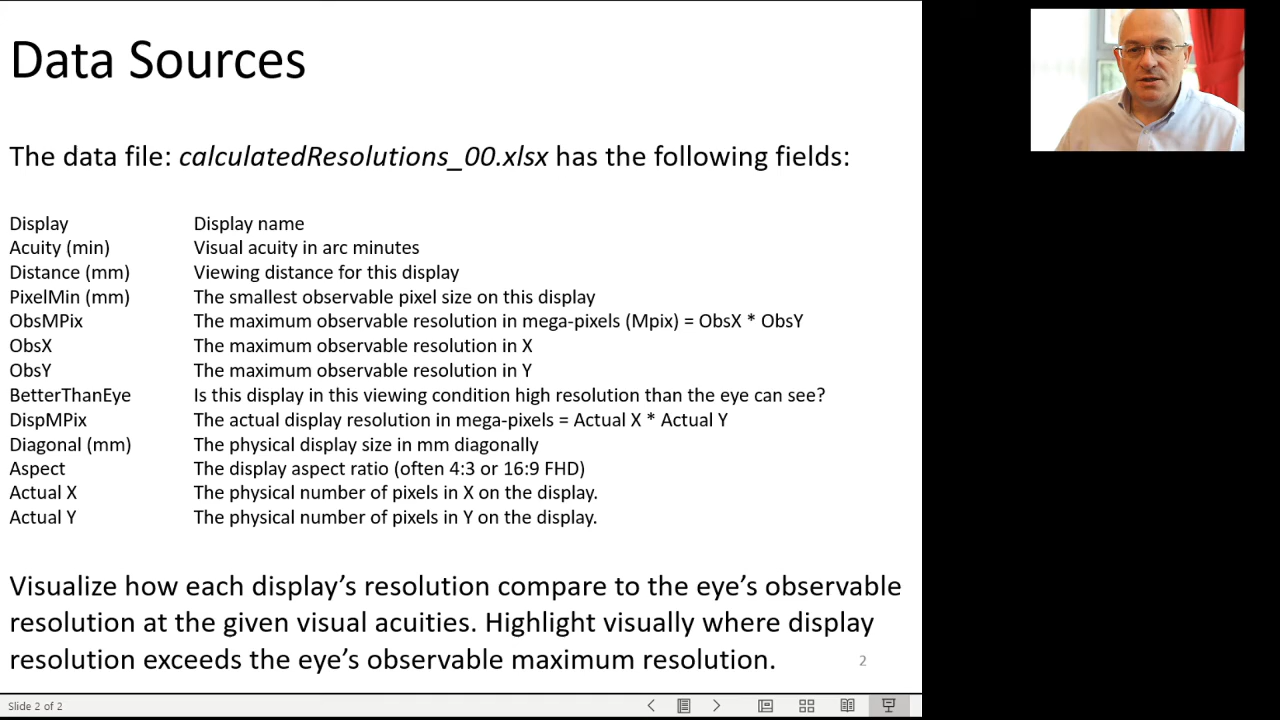 Data Sources
The data file: calculatedResolutions_00.xlsx has the following fields:
Display Display name
Acuity (min) Visual acuity in arc minutes
Distance (mm) Viewing distance for this display
PixelMin (mm) The smallest observable pixel size on this display
ObsMPix The maximum observable resolution in mega-pixels (Mpix) = ObsX * ObsY
ObsX The maximum observable resolution in X
ObsY The maximum observable resolution in Y
BetterThanEye Is this display in this viewing condition high resolution than the eye can see?
DispMPix The actual display resolution in mega-pixels = Actual X * Actual Y
Diagonal (mm) The physical display size in mm diagonally
Aspect The display aspect ratio (often 4:3 or 16:9 FHD)
Actual X The physical number of pixels in X on the display.
Actual Y The physical number of pixels in Y on the display.
Visualize how each display’s resolution compare to the eye’s observable
resolution at the given visual acuities. Highlight visually where display
resolution exceeds the eye’s observable maximum resolution.
2
Slide 2 of 2